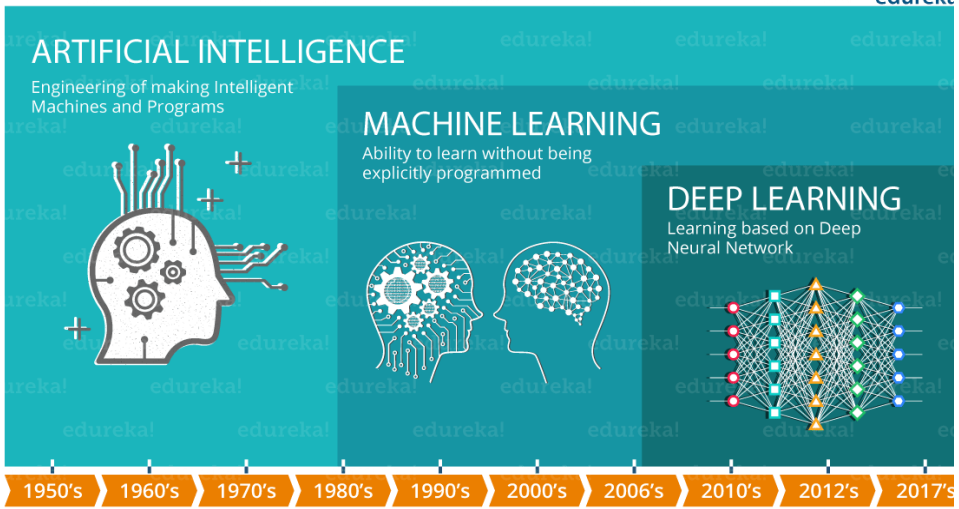 edureka
ARTIFICIAL INTELLIGENCE
Engineering of making Intelligent
Machines and Programs
MACHINE LEARNING
Ability to learn without being
explicitly programmed
DEEP LEARNING
Learning based on Deep
Neural Network
1950's 1960's 1970's 1980's 1990's 2000's 2006's 2010's 2012's 2017's